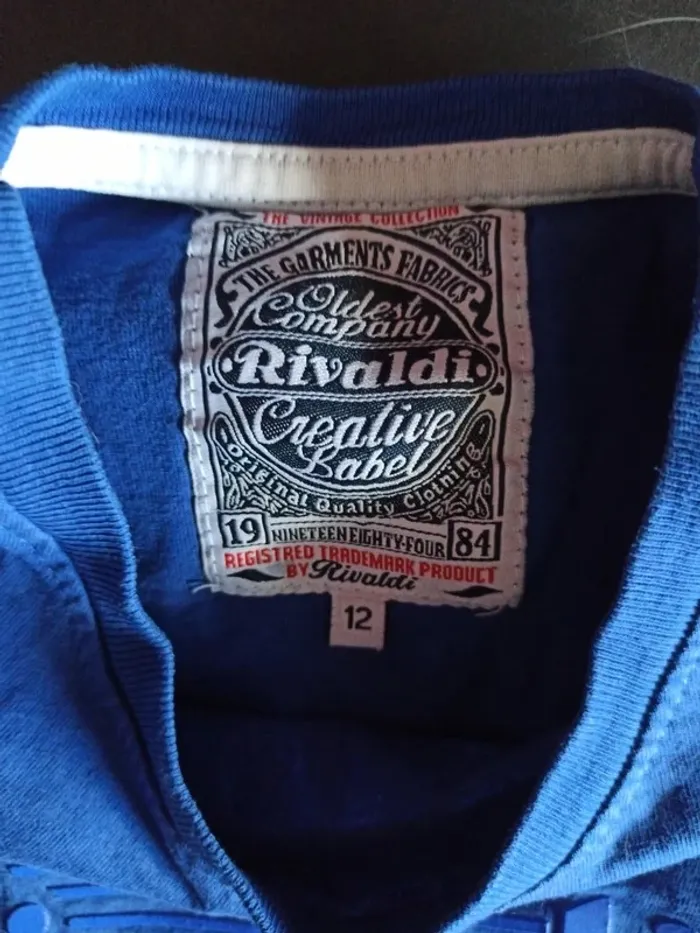 THE VINTAGE COLLECTION
THE GARMENTS FABRICS
Oldest
Company
Rivaldi
Creative
Label
Original Quality Clothing
19 NINETEENEIGHTY-FOUR 84
REGISTRED TRADEMARK PRODUCT
BY Rivaldi
12